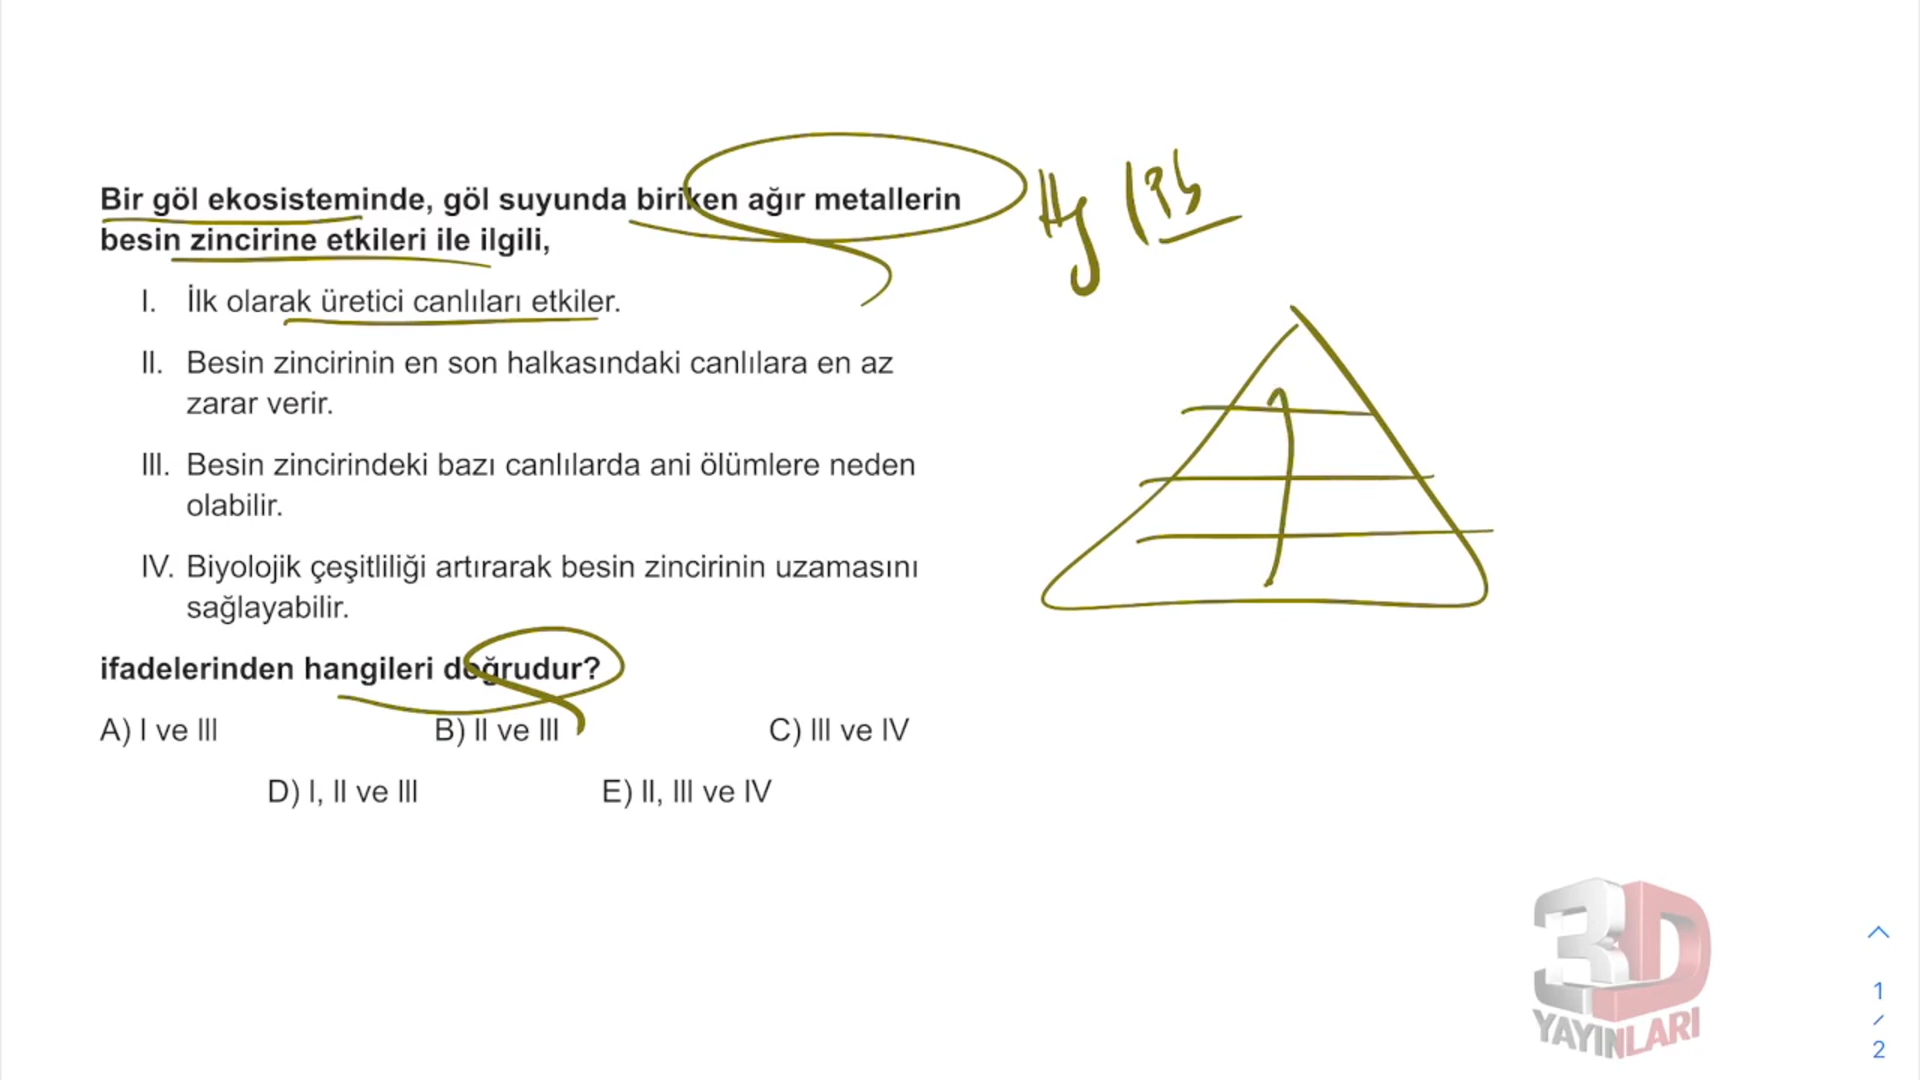 Bir göl ekosisteminde, göl suyunda biriken ağır metallerin
besin zincirine etkileri ile ilgili,
Hg Pb
I. İlk olarak üretici canlıları etkiler.
II. Besin zincirinin en son halkasındaki canlılara en az
zarar verir.
III. Besin zincirindeki bazı canlılarda ani ölümlere neden
olabilir.
IV. Biyolojik çeşitliliği artırarak besin zincirinin uzamasını
sağlayabilir.
ifadelerinden hangileri doğrudur?
A) I ve III B) II ve III C) III ve IV
D) I, II ve III E) II, III ve IV
3D
YAYINLARI
1
/
2